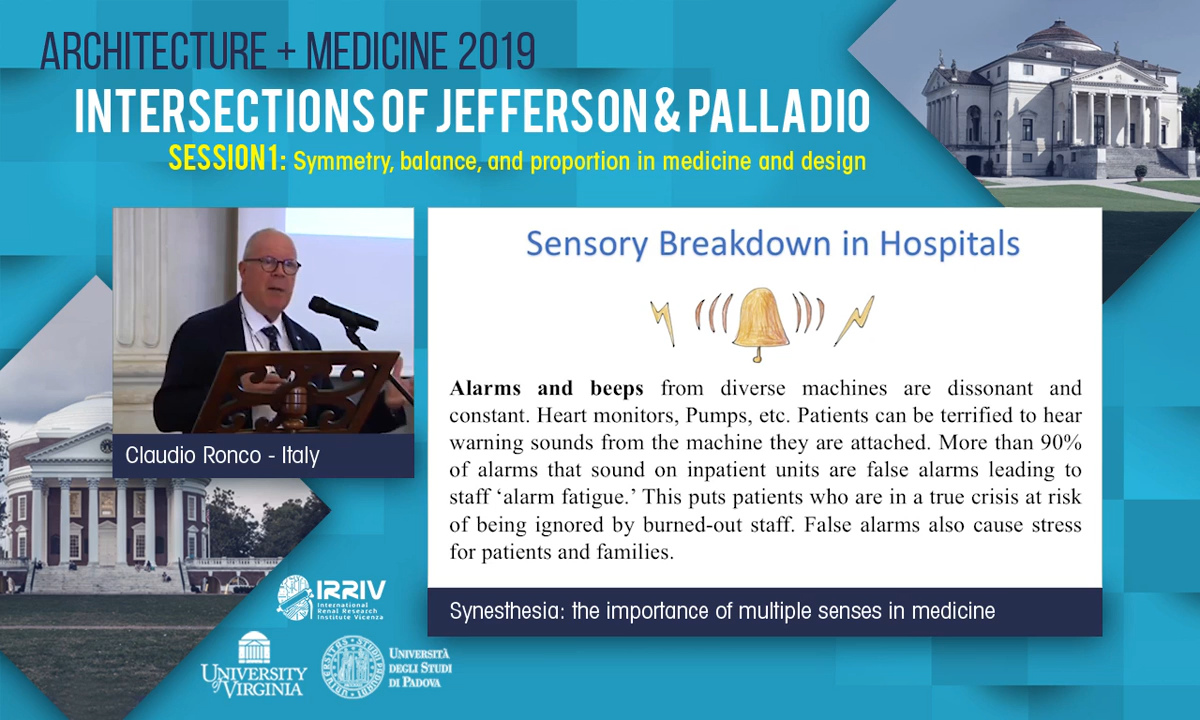 ARCHITECTURE + MEDICINE 2019
INTERSECTIONS OF JEFFERSON & PALLADIO
SESSION1: Symmetry, balance, and proportion in medicine and design
Sensory Breakdown in Hospitals
Alarms and beeps from diverse machines are dissonant and
constant. Heart monitors, Pumps, etc. Patients can be terrified to hear
warning sounds from the machine they are attached. More than 90%
of alarms that sound on inpatient units are false alarms leading to
staff ‘alarm fatigue.’ This puts patients who are in a true crisis at risk
of being ignored by burned-out staff. False alarms also cause stress
for patients and families.
Claudio Ronco - Italy
Synesthesia: the importance of multiple senses in medicine
IRRIV
International
Renal Research
Institute Vicenza
UNIVERSITY
of VIRGINIA
UNIVERSITÀ
DEGLI STUDI
DI PADOVA